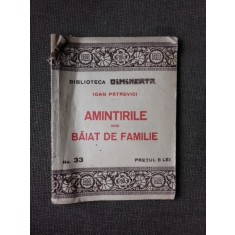 BIBLIOTECA DIMINEAȚA
IOAN PETROVICI
AMINTIRILE
UNUI
BĂIAT DE FAMILIE
No. 33
PREȚUL 5 LEI